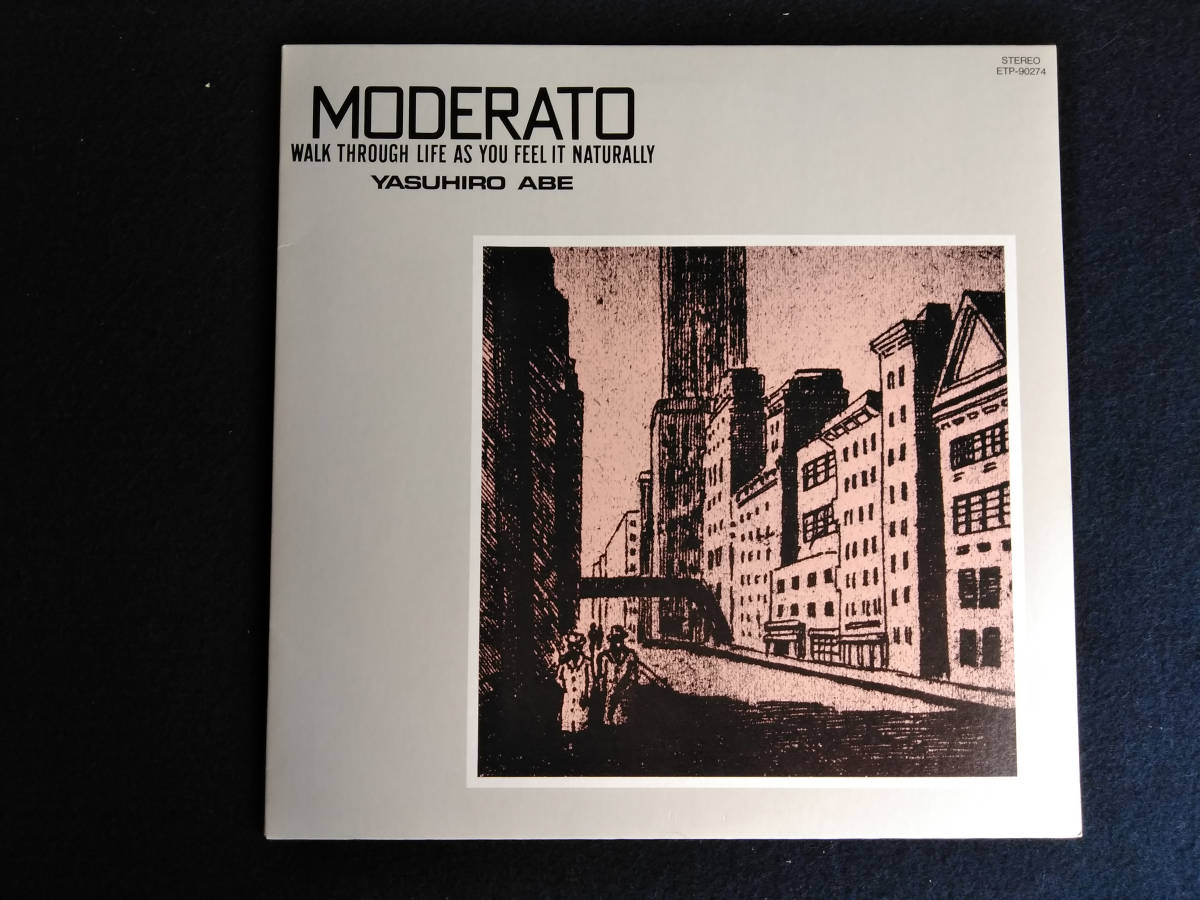 STEREO
ETP-90274
MODERATO
WALK THROUGH LIFE AS YOU FEEL IT NATURALLY
YASUHIRO ABE